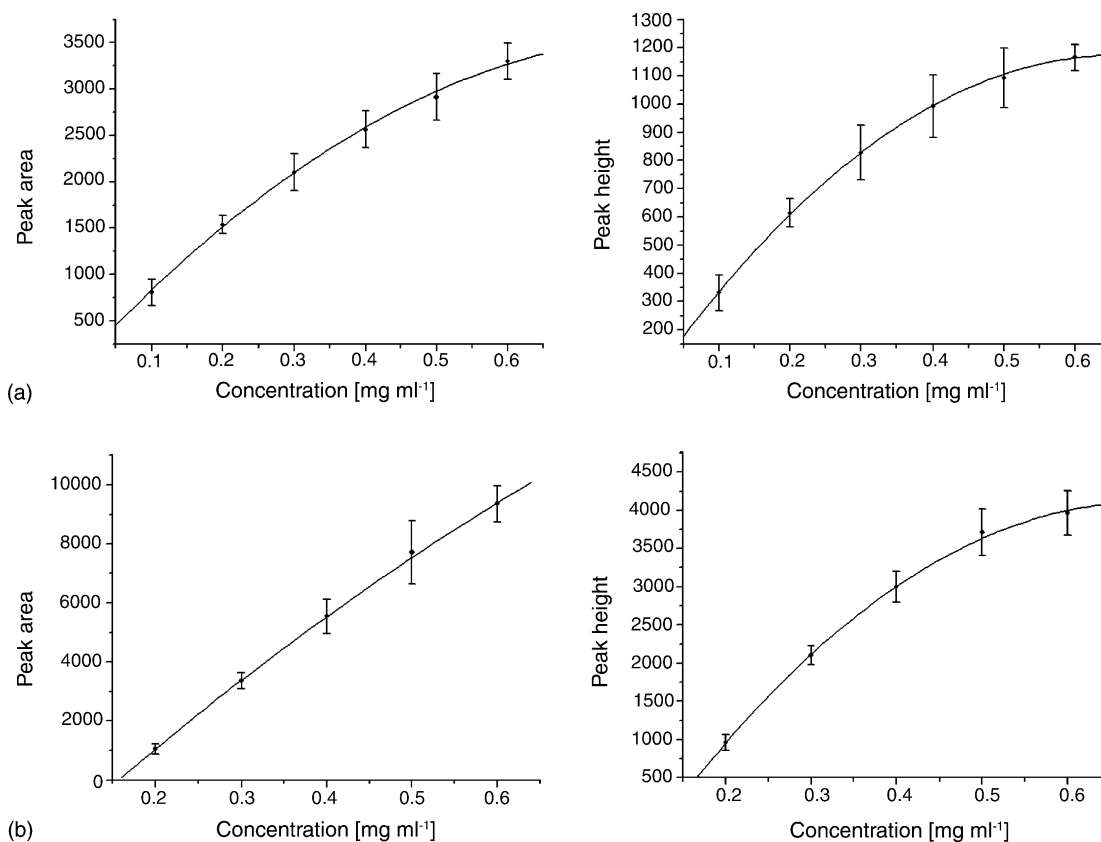 3500
3000
2500
2000
1500
1000
500
Peak area
0.1 0.2 0.3 0.4 0.5 0.6
Concentration [mg ml-1]
1300
1200
1100
1000
900
800
700
600
500
400
300
200
Peak height
0.1 0.2 0.3 0.4 0.5 0.6
Concentration [mg ml-1]
(a)
10000
8000
6000
4000
2000
0
Peak area
0.2 0.3 0.4 0.5 0.6
Concentration [mg ml-1]
4500
4000
3500
3000
2500
2000
1500
1000
500
Peak height
0.2 0.3 0.4 0.5 0.6
Concentration [mg ml-1]
(b)